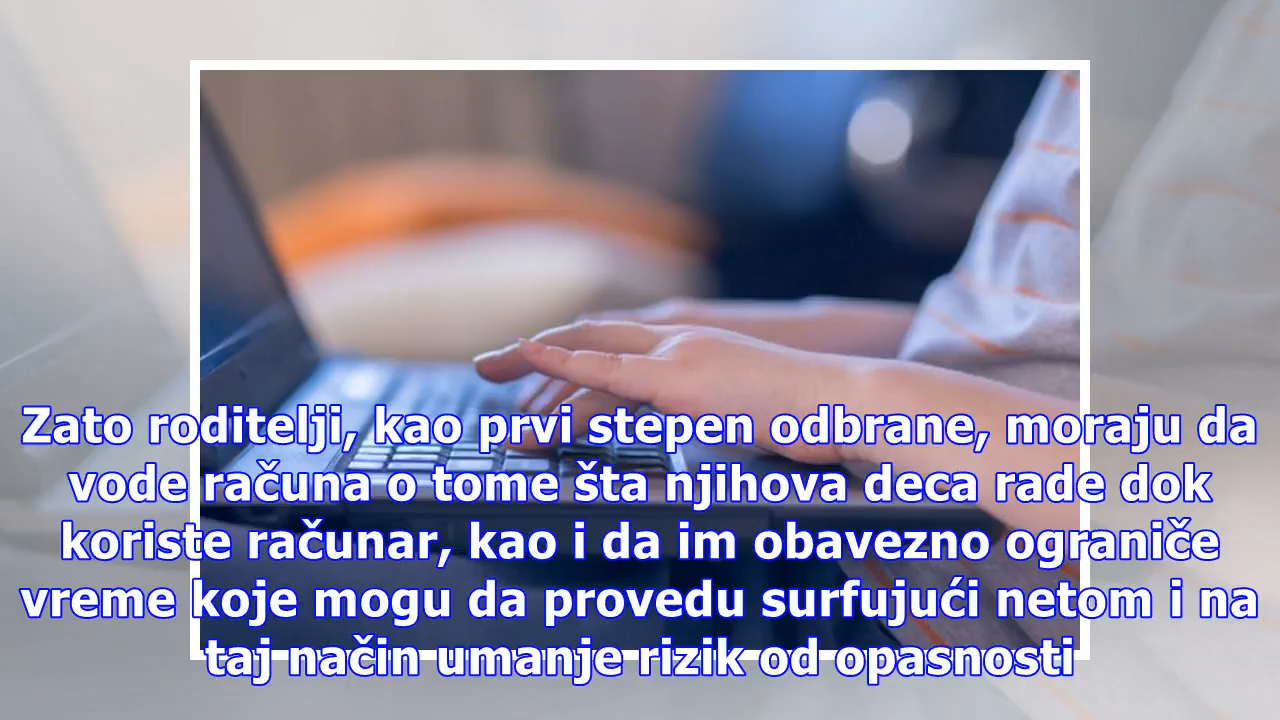 Zato roditelji, kao prvi stepen odbrane, moraju da
vode računa o tome šta njihova deca rade dok
koriste računar, kao i da im obavezno ograniče
vreme koje mogu da provedu surfujući netom i na
taj način umanje rizik od opasnosti